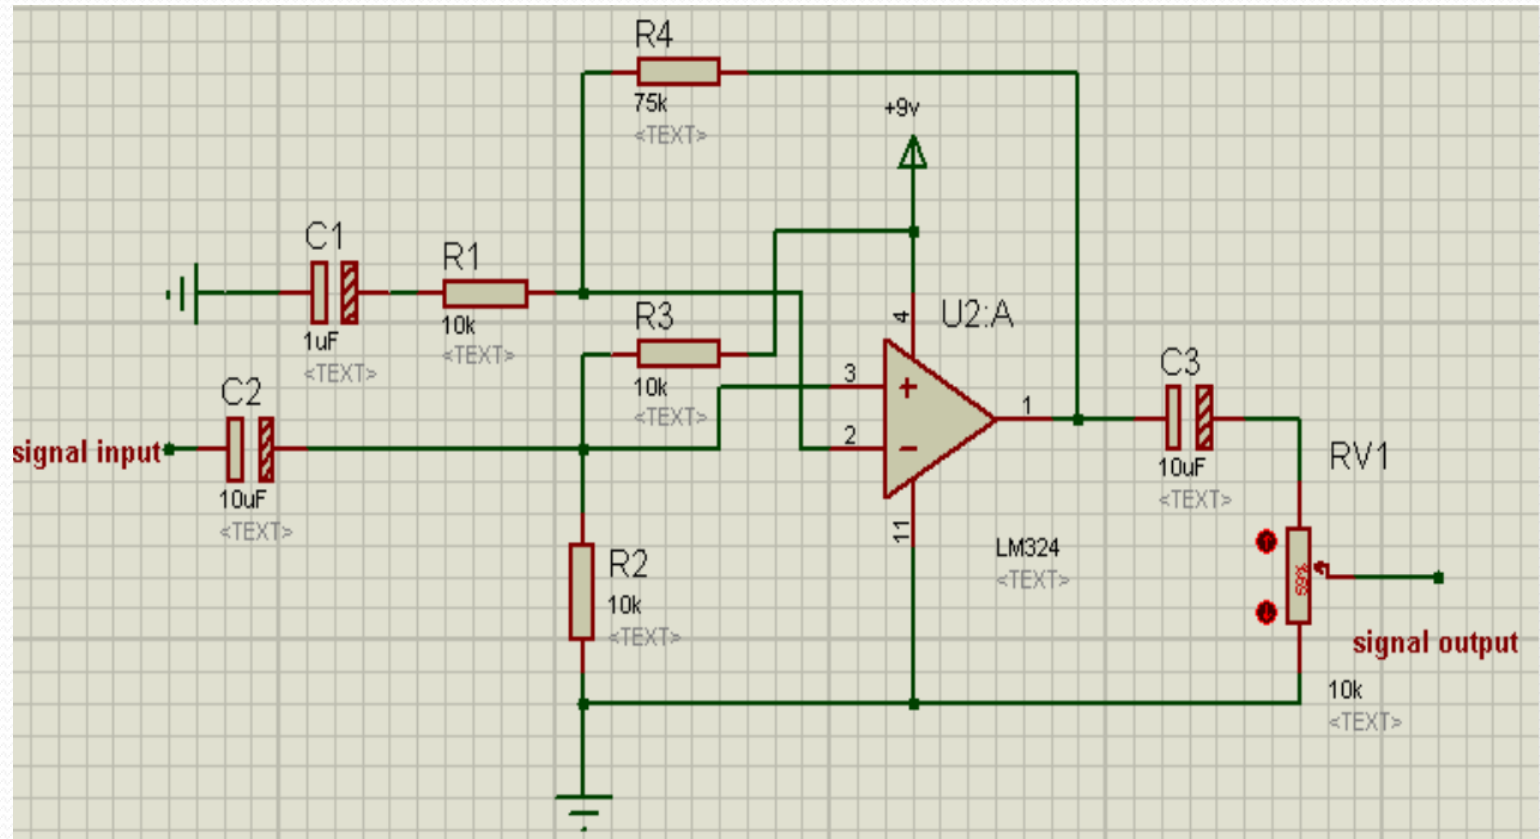 R4
75k
<TEXT>
+9v
C1
1uF
<TEXT>
R1
10k
<TEXT>
R3
10k
<TEXT>
4
U2:A
C2
10uF
<TEXT>
signal input
3
2
+
−
1
11
LM324
<TEXT>
C3
10uF
<TEXT>
RV1
59%
10k
<TEXT>
signal output
R2
10k
<TEXT>